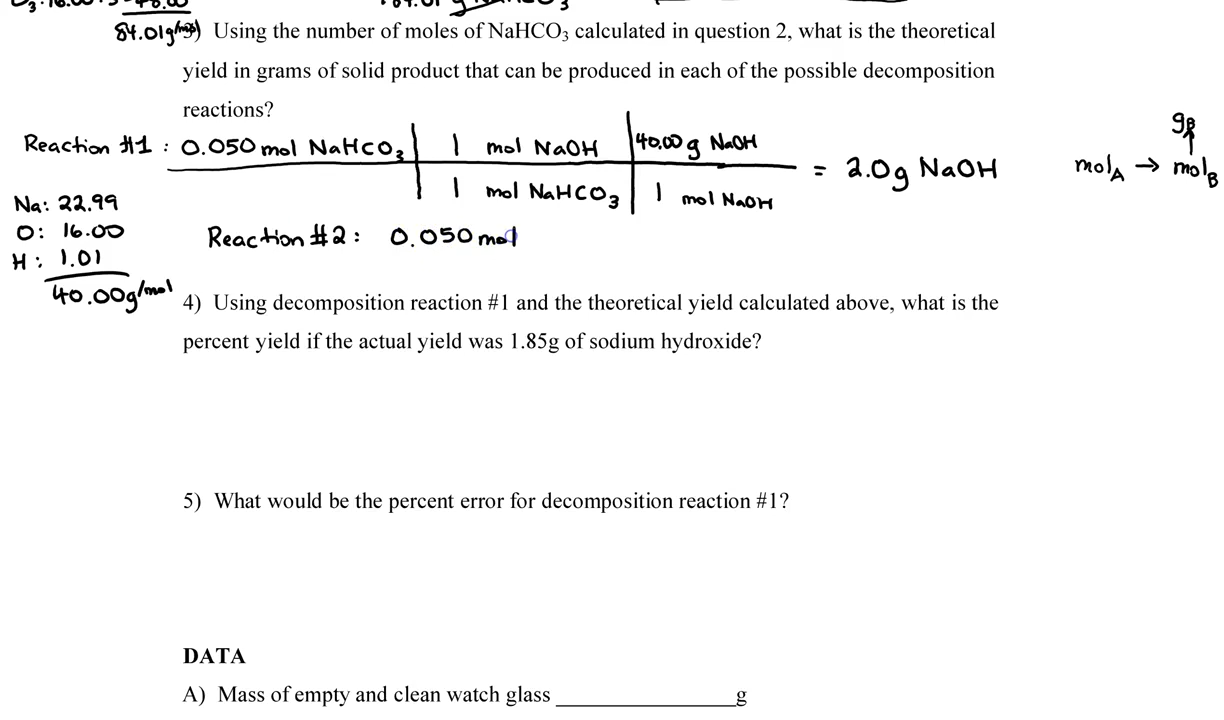 84.01g/mol 3) Using the number of moles of NaHCO₃ calculated in question 2, what is the theoretical
yield in grams of solid product that can be produced in each of the possible decomposition
reactions?
Reaction #1 : 0.050 mol NaHCO₃ | 1 mol NaOH | 40.00 g NaOH
1 mol NaHCO₃ | 1 mol NaOH
= 2.0g NaOH
g_B
mol_A → mol_B
Na: 22.99
O: 16.00
H: 1.01
40.00g/mol
Reaction #2: 0.050 mol
4) Using decomposition reaction #1 and the theoretical yield calculated above, what is the
percent yield if the actual yield was 1.85g of sodium hydroxide?
5) What would be the percent error for decomposition reaction #1?
DATA
A) Mass of empty and clean watch glass ________________g